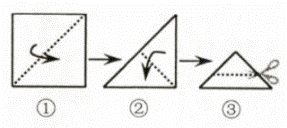 ① ② ③